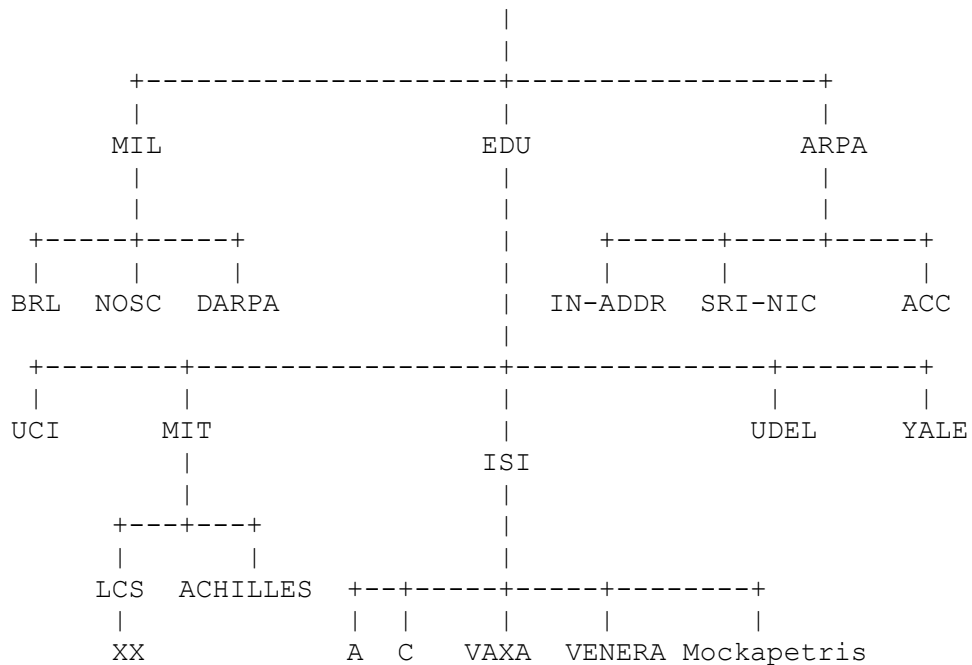 MIL EDU ARPA
BRL NOSC DARPA IN-ADDR SRI-NIC ACC
UCI MIT UDEL YALE
ISI
LCS ACHILLES
XX A C VAXA VENERA Mockapetris